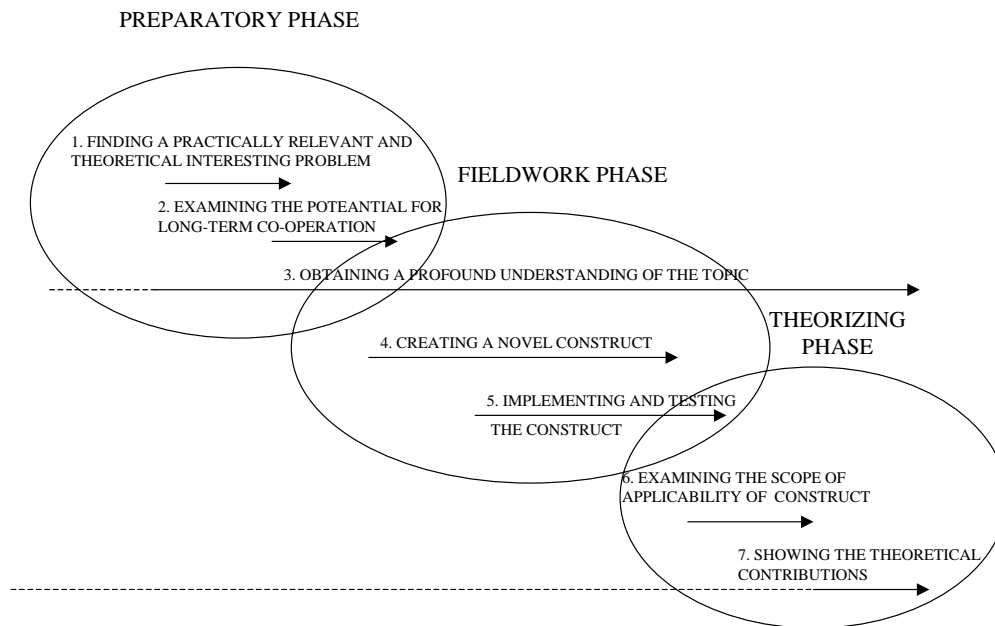 PREPARATORY PHASE
1. FINDING A PRACTICALLY RELEVANT AND
THEORETICAL INTERESTING PROBLEM
FIELDWORK PHASE
2. EXAMINING THE POTEANTIAL FOR
LONG-TERM CO-OPERATION
3. OBTAINING A PROFOUND UNDERSTANDING OF THE TOPIC
THEORIZING
PHASE
4. CREATING A NOVEL CONSTRUCT
5. IMPLEMENTING AND TESTING
THE CONSTRUCT
6. EXAMINING THE SCOPE OF
APPLICABILITY OF CONSTRUCT
7. SHOWING THE THEORETICAL
CONTRIBUTIONS